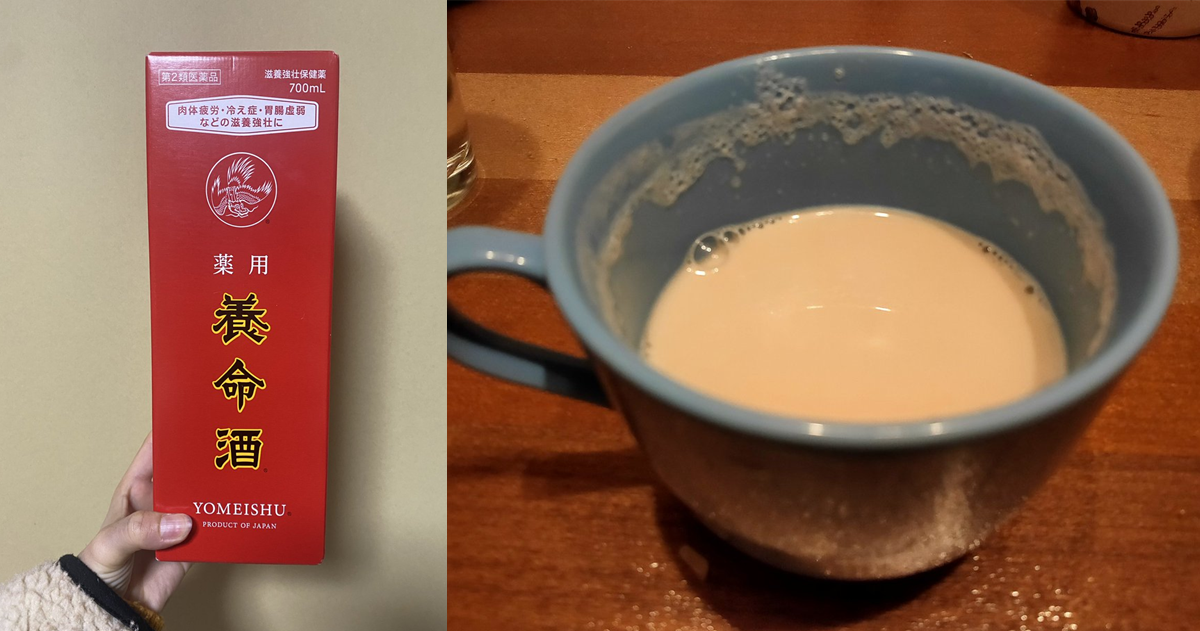 第2類医薬品
滋養強壮保健薬
700mL
肉体疲労・冷え症・胃腸虚弱
などの滋養強壮に
薬用
養
命
酒
YOMEISHU
PRODUCT OF JAPAN